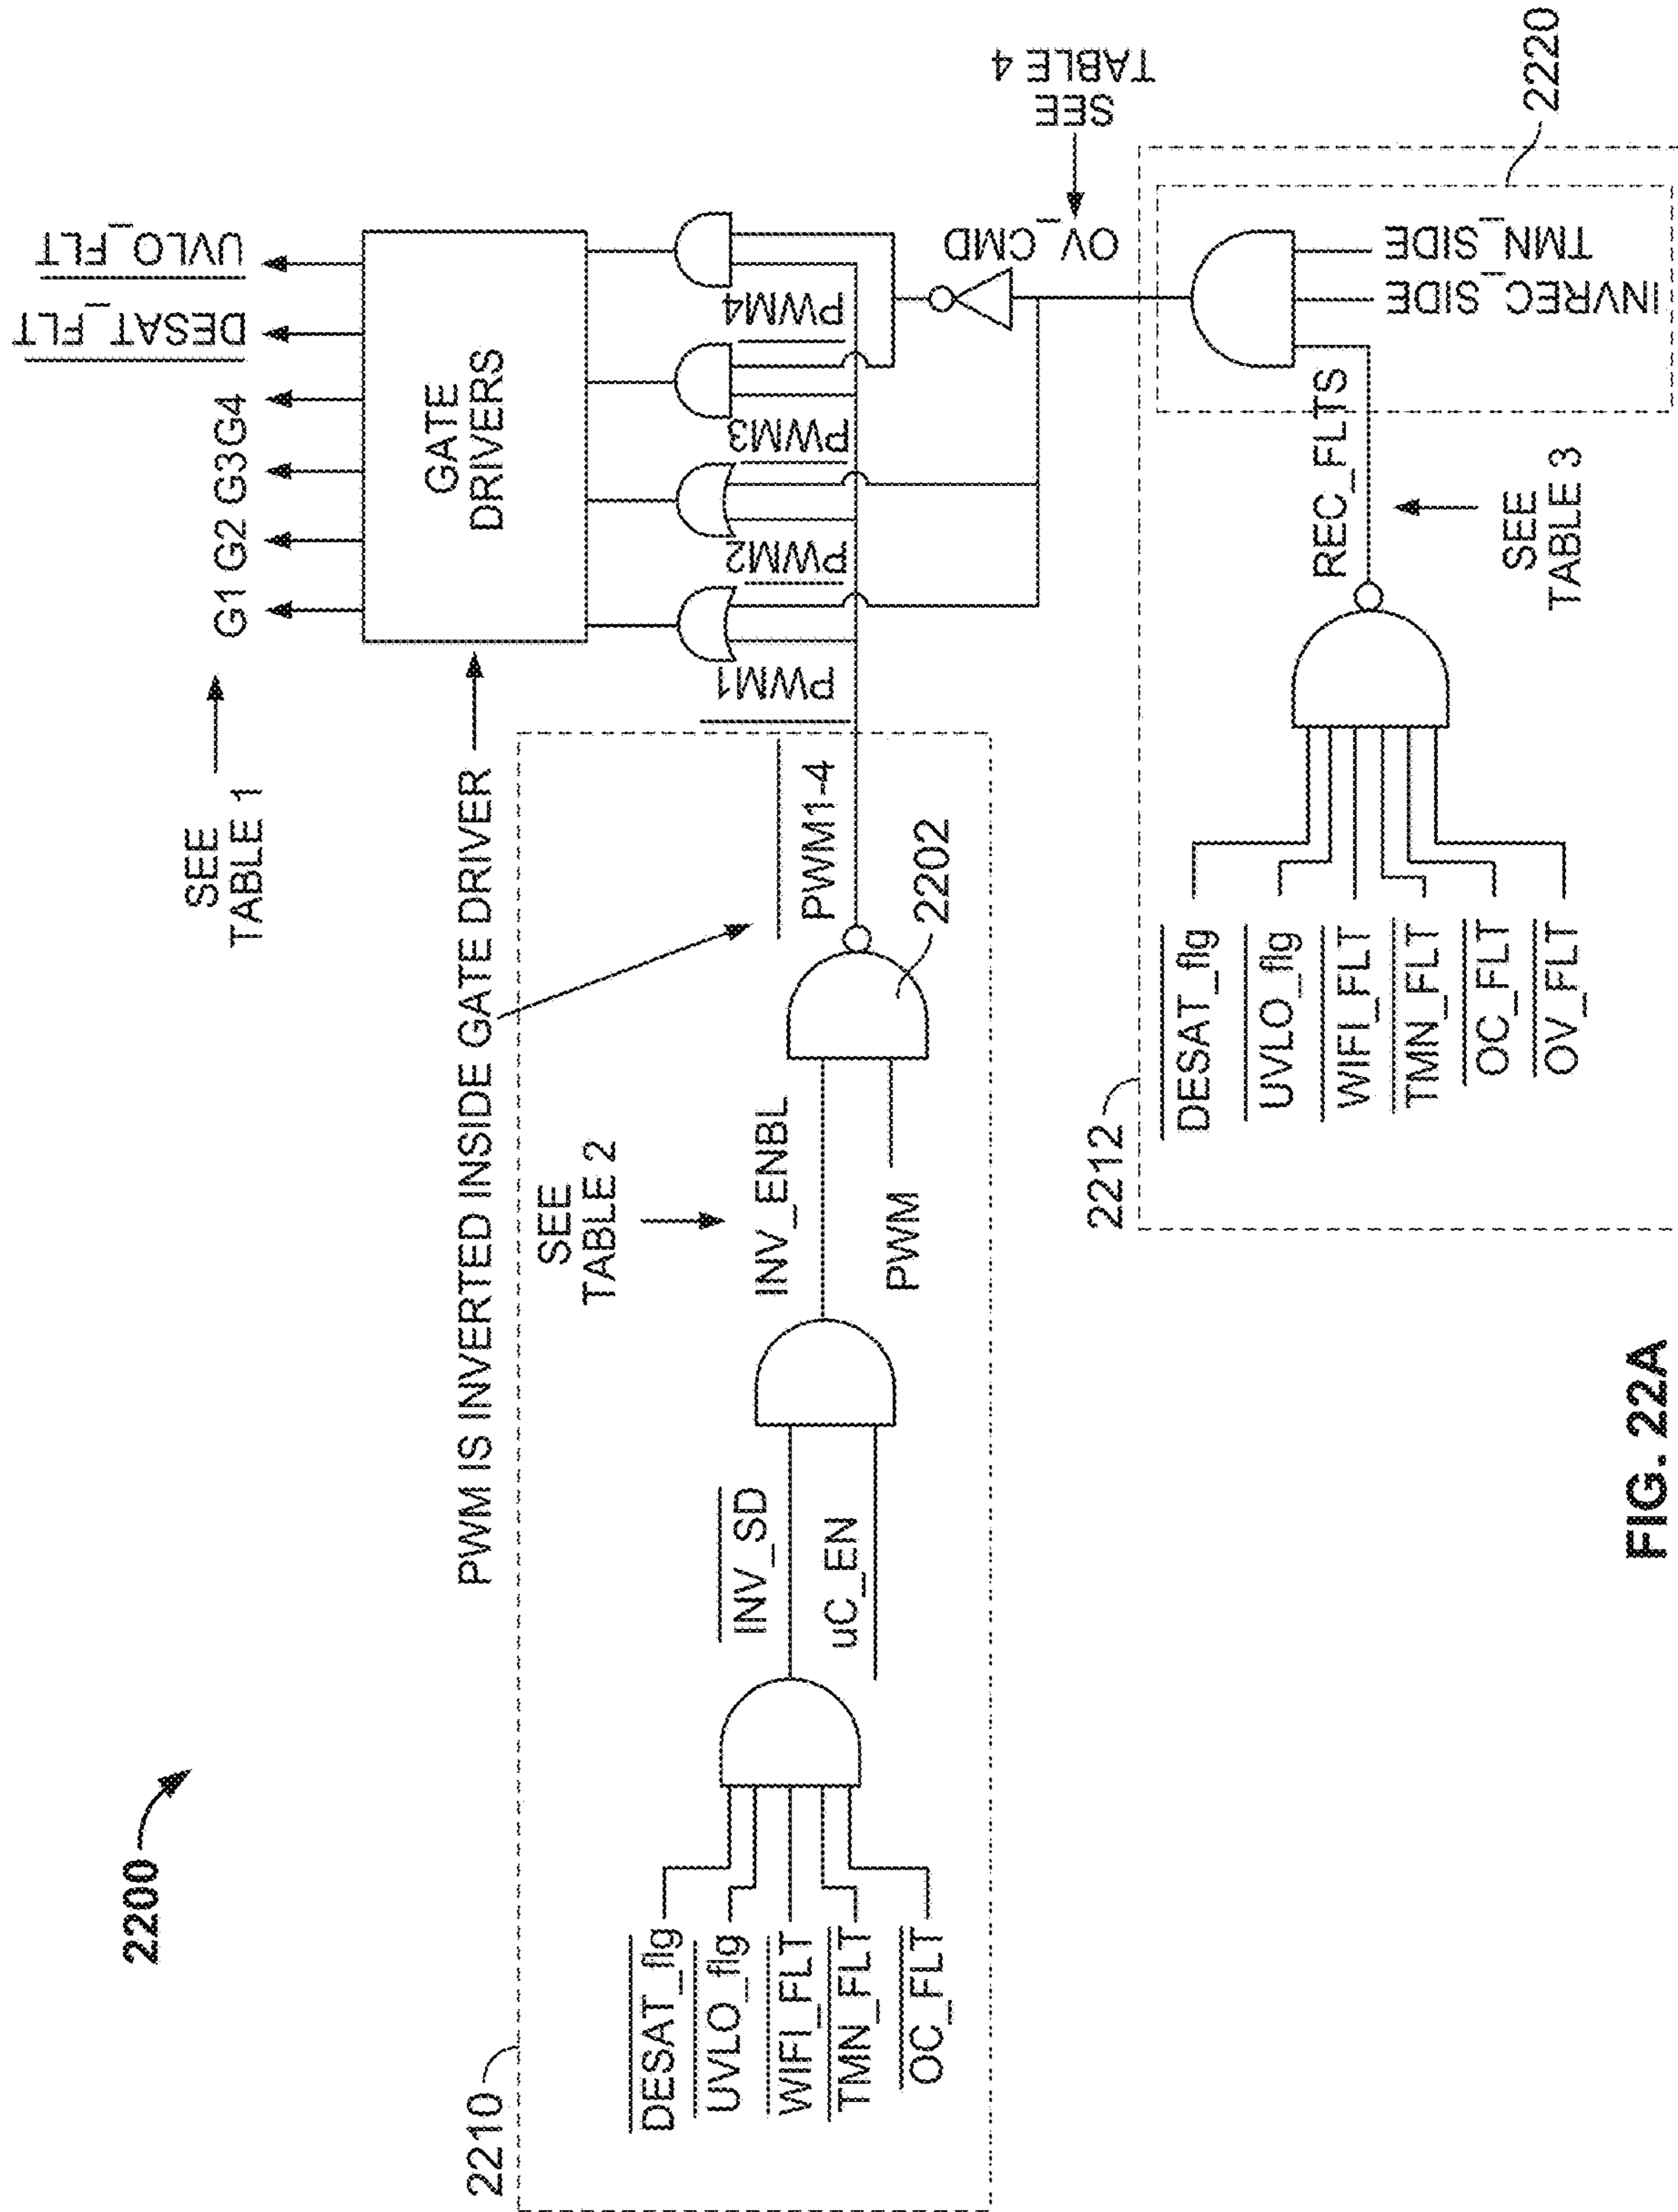 2200
SEE
TABLE 1
G1 G2 G3 G4 DESAT_FLT UVLO_FLT
GATE
DRIVERS
PWM IS INVERTED INSIDE GATE DRIVER
PWM1
PWM2
PWM3
PWM4
2210
DESAT_flg
UVLO_flg
WIFI_FLT
TMN_FLT
OC_FLT
INV_SD
uC_EN
SEE
TABLE 2
INV_ENBL
PWM
2202
PWM1-4
OV_CMD
SEE
TABLE 4
2212
DESAT_flg
UVLO_flg
WIFI_FLT
TMN_FLT
OC_FLT
OV_FLT
REC_FLTS
SEE
TABLE 3
INVREC_SIDE
TMN_SIDE
2220
FIG. 22A